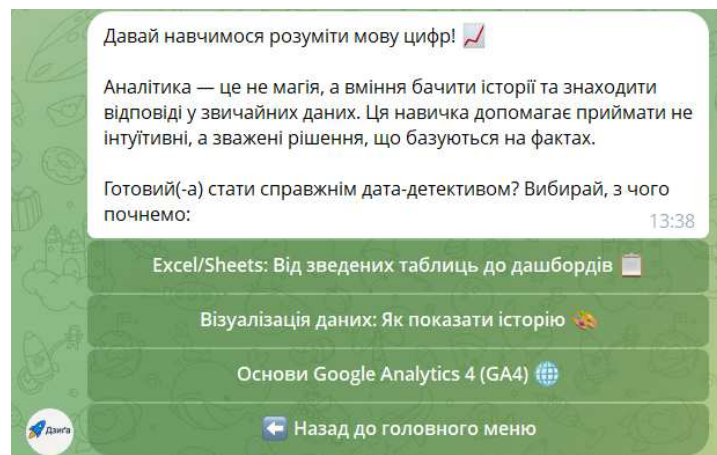 Давай навчимося розуміти мову цифр! 📈
Аналітика — це не магія, а вміння бачити історії та знаходити
відповіді у звичайних даних. Ця навичка допомагає приймати не
інтуїтивні, а зважені рішення, що базуються на фактах.
Готовий(-а) стати справжнім дата-детективом? Вибирай, з чого
почнемо:
13:38
Excel/Sheets: Від зведених таблиць до дашбордів 📋
Візуалізація даних: Як показати історію 🎨
Основи Google Analytics 4 (GA4) 🌐
⬅️ Назад до головного меню
Дзиґа